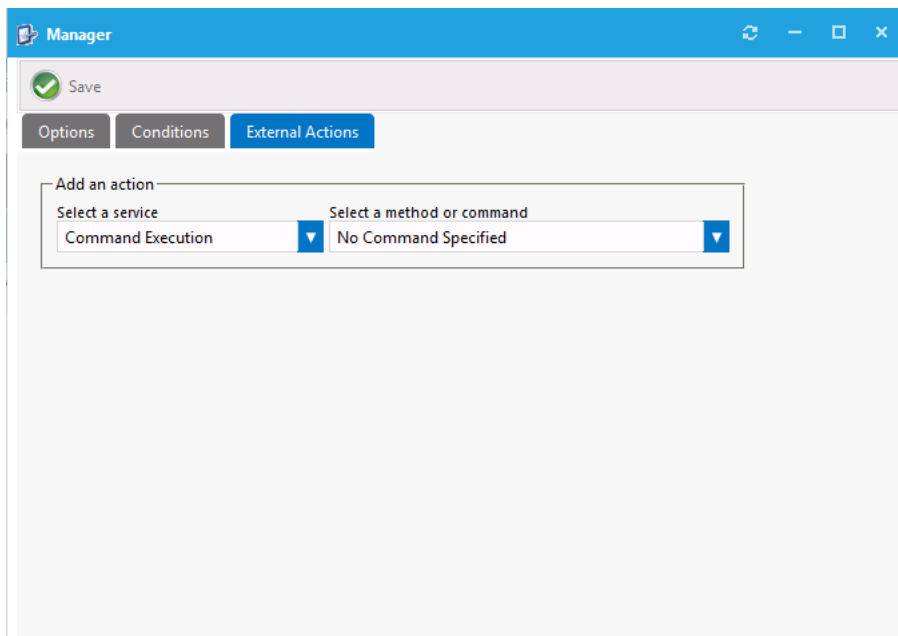 Manager
Save
Options Conditions External Actions
Add an action
Select a service Select a method or command
Command Execution No Command Specified